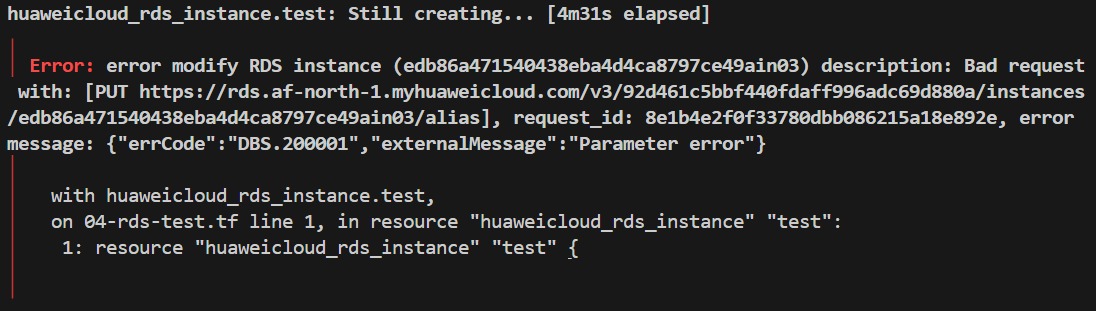 huaweicloud_rds_instance.test: Still creating... [4m31s elapsed]
Error: error modify RDS instance (edb86a471540438eba4d4ca8797ce49ain03) description: Bad request
with: [PUT https://rds.af-north-1.myhuaweicloud.com/v3/92d461c5bbf440fdaff996adc69d880a/instances
/edb86a471540438eba4d4ca8797ce49ain03/alias], request_id: 8e1b4e2f0f33780dbb086215a18e892e, error
message: {"errCode":"DBS.200001","externalMessage":"Parameter error"}
with huaweicloud_rds_instance.test,
on 04-rds-test.tf line 1, in resource "huaweicloud_rds_instance" "test":
1: resource "huaweicloud_rds_instance" "test" {